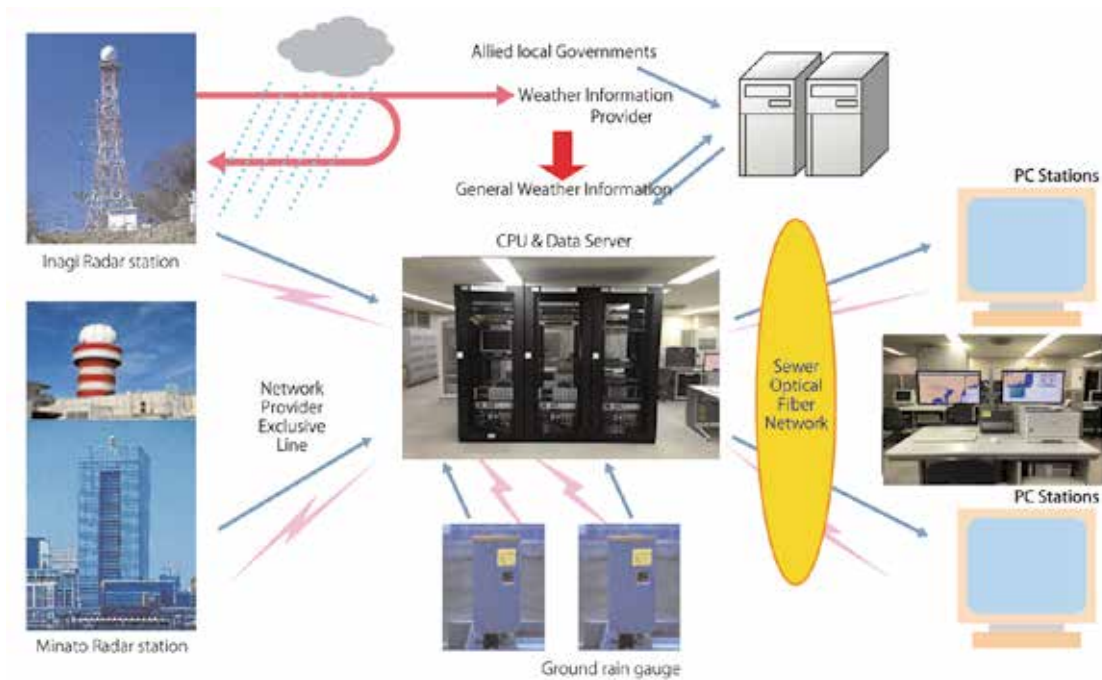 Allied local Governments
Weather Information
Provider
General Weather Information
PC Stations
Inagi Radar station
CPU & Data Server
Network
Provider
Exclusive
Line
Sewer
Optical
Fiber
Network
PC Stations
Minato Radar station
Ground rain gauge